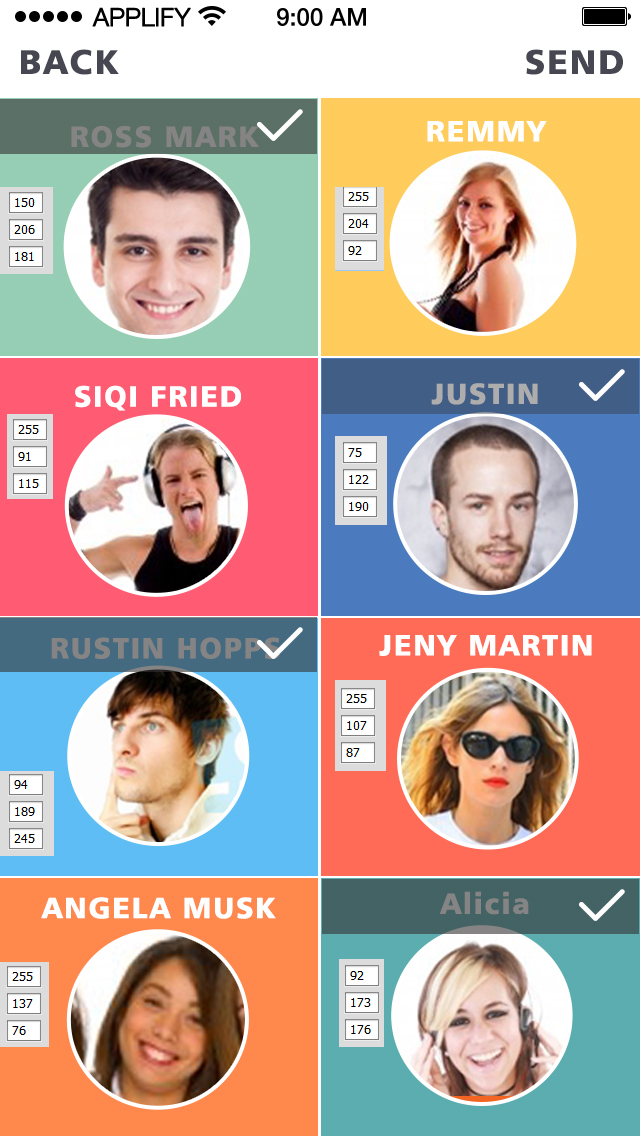 APPLIFY 9:00 AM
BACK SEND
ROSS MARK
150
206
181
REMMY
255
204
92
SIQI FRIED
255
91
115
JUSTIN
75
122
190
RUSTIN HOPPS
94
189
245
JENY MARTIN
255
107
87
ANGELA MUSK
255
137
76
Alicia
92
173
176